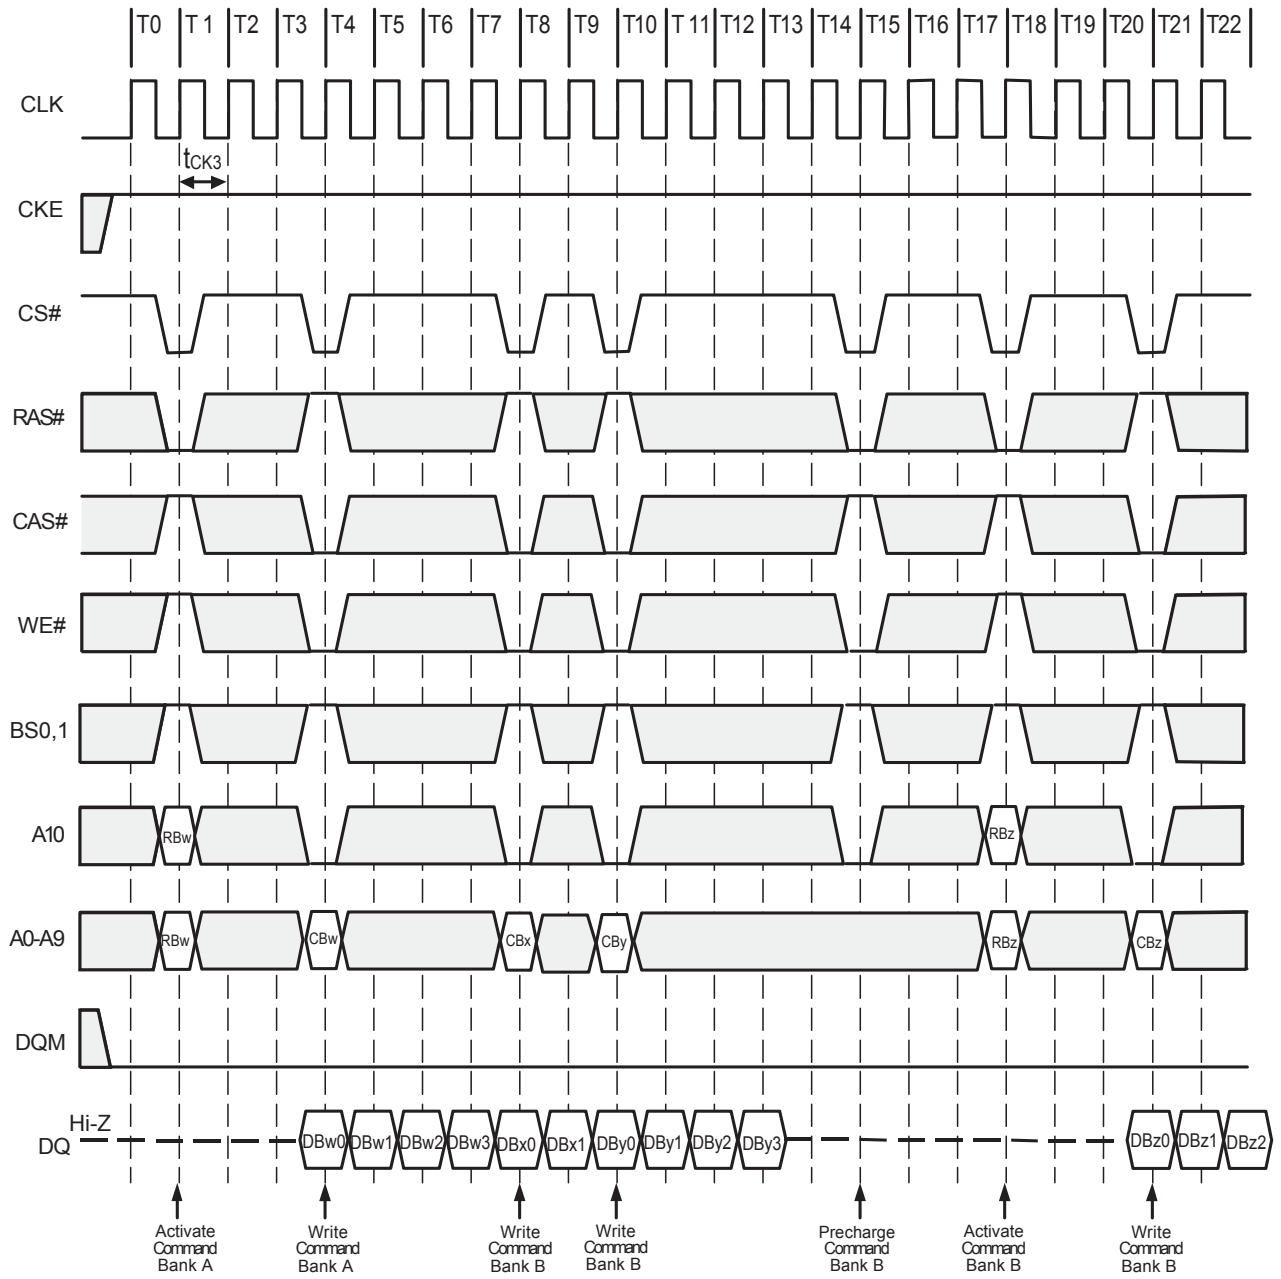 T0 T 1 T2 T3 T4 T5 T6 T7 T8 T9 T10 T 11 T12 T13 T14 T15 T16 T17 T18 T19 T20 T21 T22
CLK
tCK3
CKE
CS#
RAS#
CAS#
WE#
BS0,1
A10 RBw RBz
A0-A9 RBw CBw CBx CBy RBz CBz
DQM
Hi-Z
DQ DBw0 DBw1 DBw2 DBw3 DBx0 DBx1 DBy0 DBy1 DBy2 DBy3 DBz0 DBz1 DBz2
Activate
Command
Bank A
Write
Command
Bank A
Write
Command
Bank B
Write
Command
Bank B
Precharge
Command
Bank B
Activate
Command
Bank B
Write
Command
Bank B